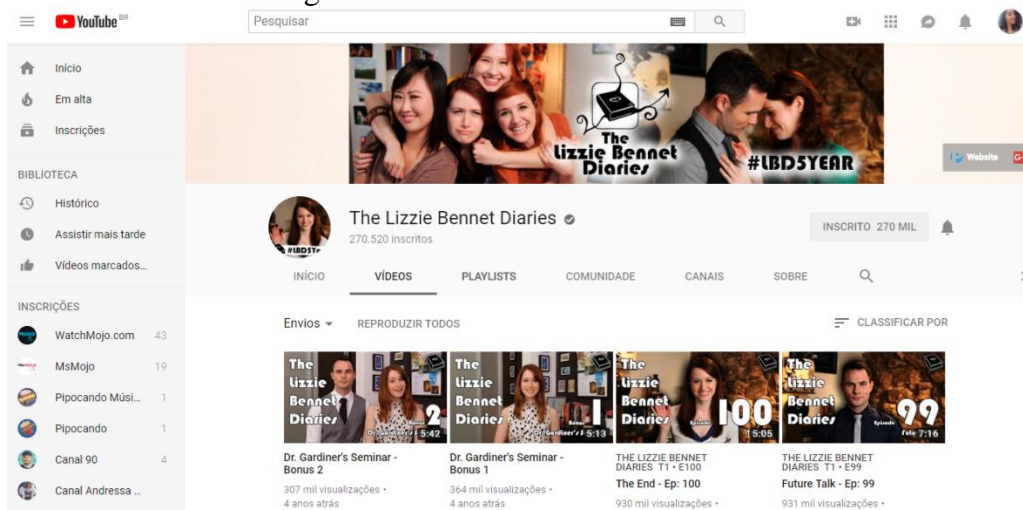 YouTube BR
Pesquisar
Início
Em alta
Inscrições
BIBLIOTECA
Histórico
Assistir mais tarde
Vídeos marcados...
INSCRIÇÕES
WatchMojo.com 43
MsMojo 19
Pipocando Músi... 1
Pipocando 1
Canal 90 4
Canal Andressa ...
The
Lizzie Bennet
Diaries
#LBD5YEAR
Website
The Lizzie Bennet Diaries
270.520 inscritos
INSCRITO 270 MIL
INÍCIO VÍDEOS PLAYLISTS COMUNIDADE CANAIS SOBRE
Envios REPRODUZIR TODOS
CLASSIFICAR POR
The
Lizzie
Bennet
Diaries
2
Bonus
5:42
Dr. Gardiner's Seminar -
Bonus 2
307 mil visualizações •
4 anos atrás
The
Lizzie
Bennet
Diaries
1
Bonus
5:13
Dr. Gardiner's Seminar -
Bonus 1
364 mil visualizações •
4 anos atrás
The
Lizzie
Bennet
Diaries
Episode
100
15:05
THE LIZZIE BENNET
DIARIES T1 • E100
The End - Ep: 100
930 mil visualizações •
The
Lizzie
Bennet
Diaries
Episode
99
7:16
THE LIZZIE BENNET
DIARIES T1 • E99
Future Talk - Ep: 99
931 mil visualizações •